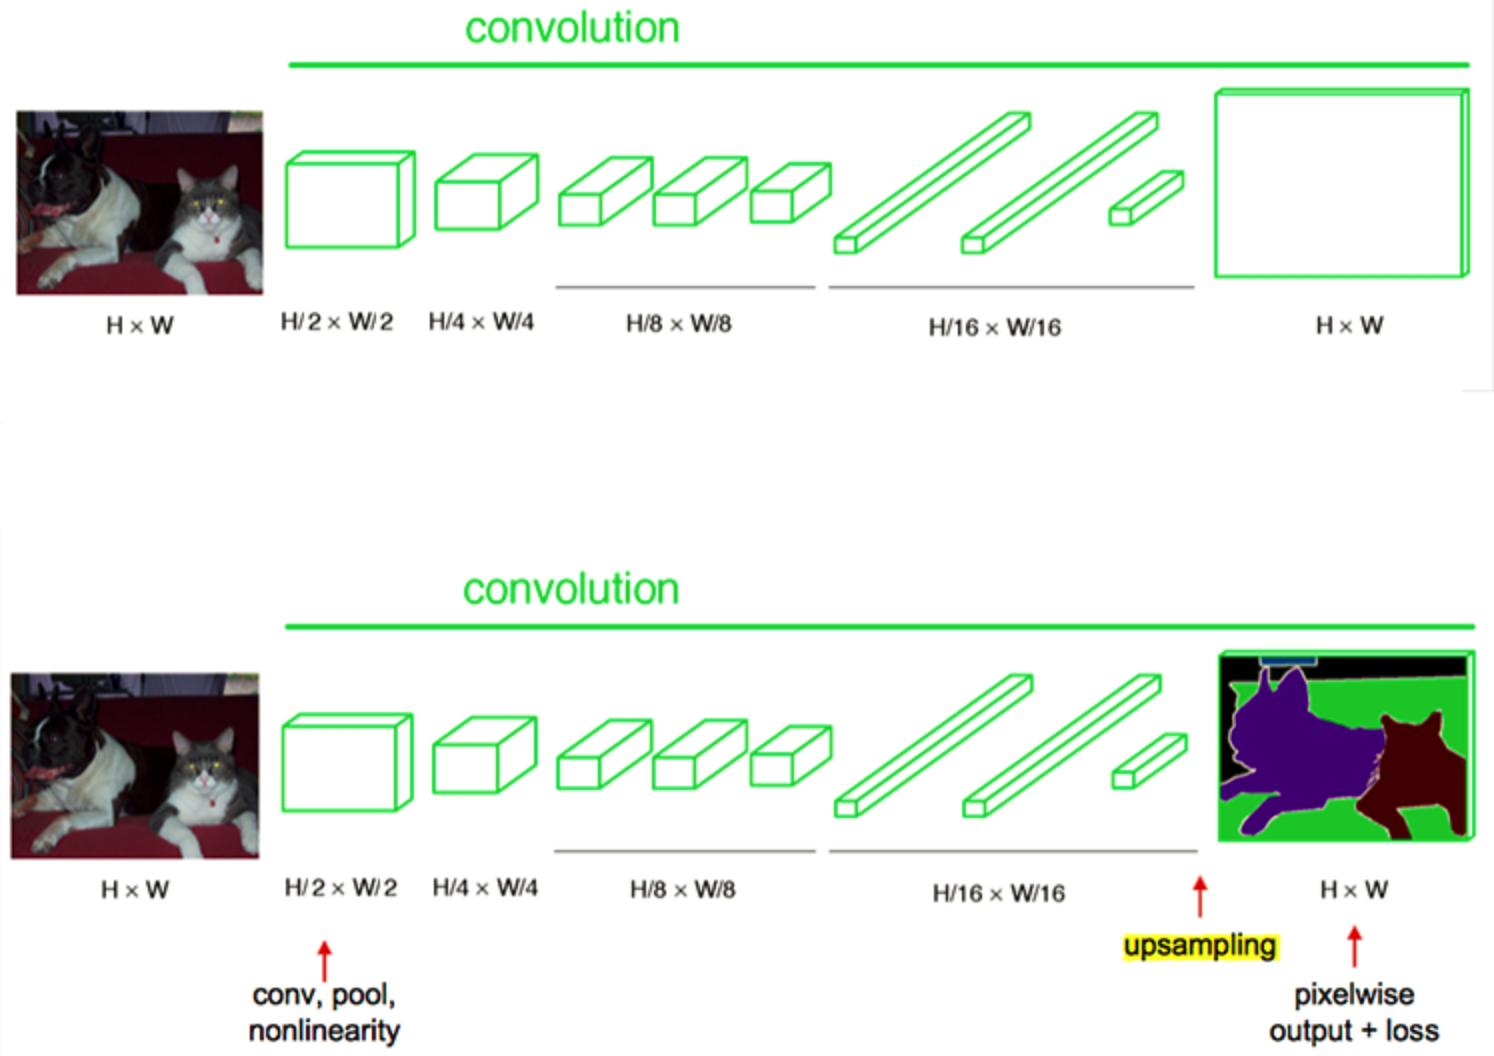 convolution
H × W
H/2 × W/2
H/4 × W/4
H/8 × W/8
H/16 × W/16
H × W
convolution
H × W
H/2 × W/2
H/4 × W/4
H/8 × W/8
H/16 × W/16
H × W
conv, pool,
nonlinearity
upsampling
pixelwise
output + loss